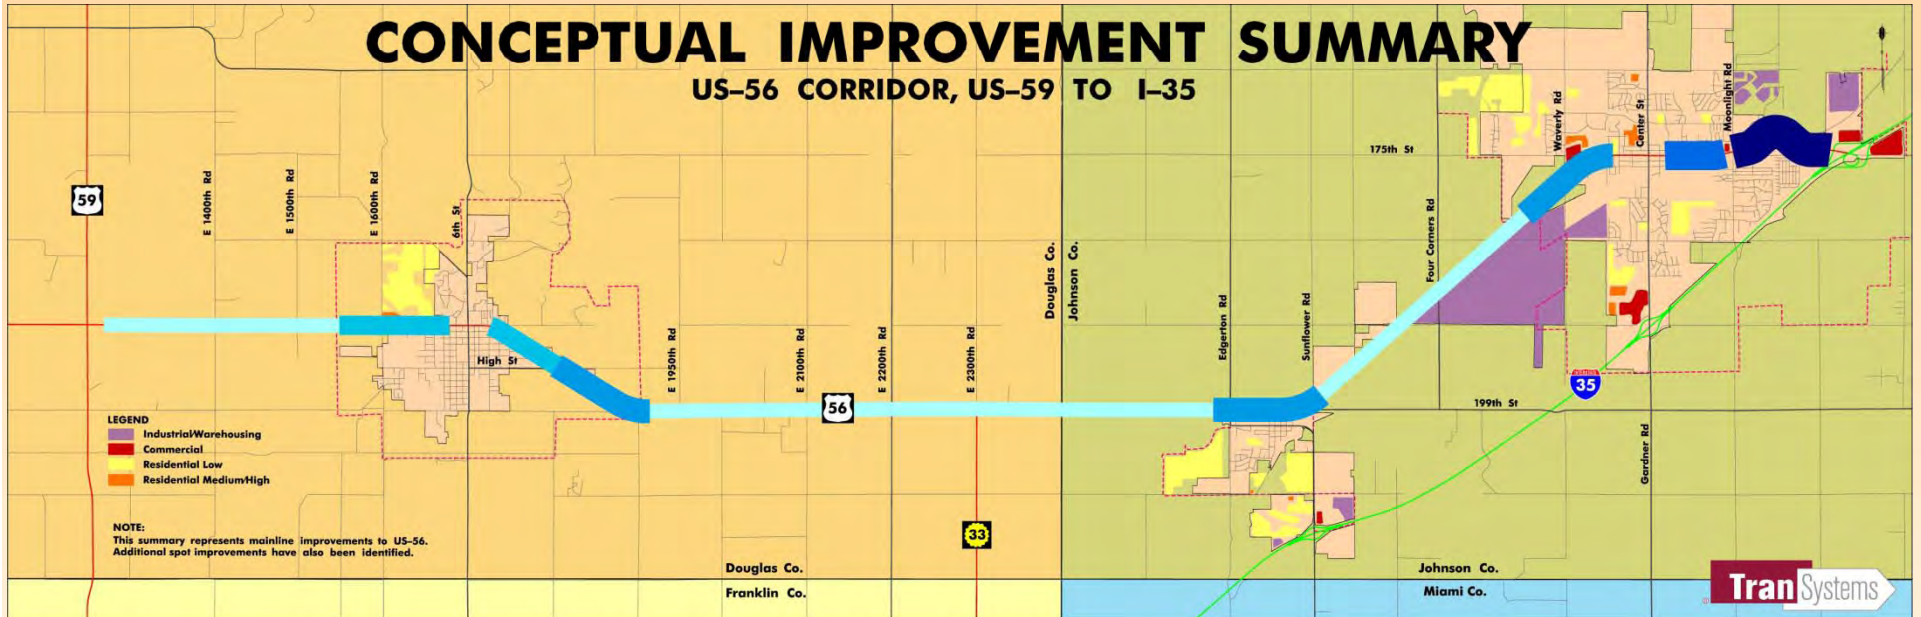 CONCEPTUAL IMPROVEMENT SUMMARY
US–56 CORRIDOR, US–59 TO I–35
Moonlight Rd
Waverly Rd
Center St
175th St
59
E 1400th Rd
E 1500th Rd
E 1600th Rd
6th St
Four Corners Rd
Douglas Co.
Johnson Co.
High St
E 1950th Rd
E 2100th Rd
E 2200th Rd
E 2300th Rd
Edgerton Rd
Sunflower Rd
56
35
199th St
Gardner Rd
LEGEND
Industrial/Warehousing
Commercial
Residential Low
Residential Medium/High
NOTE:
This summary represents mainline improvements to US–56.
Additional spot improvements have also been identified.
33
Douglas Co.
Franklin Co.
Johnson Co.
Miami Co.
TranSystems